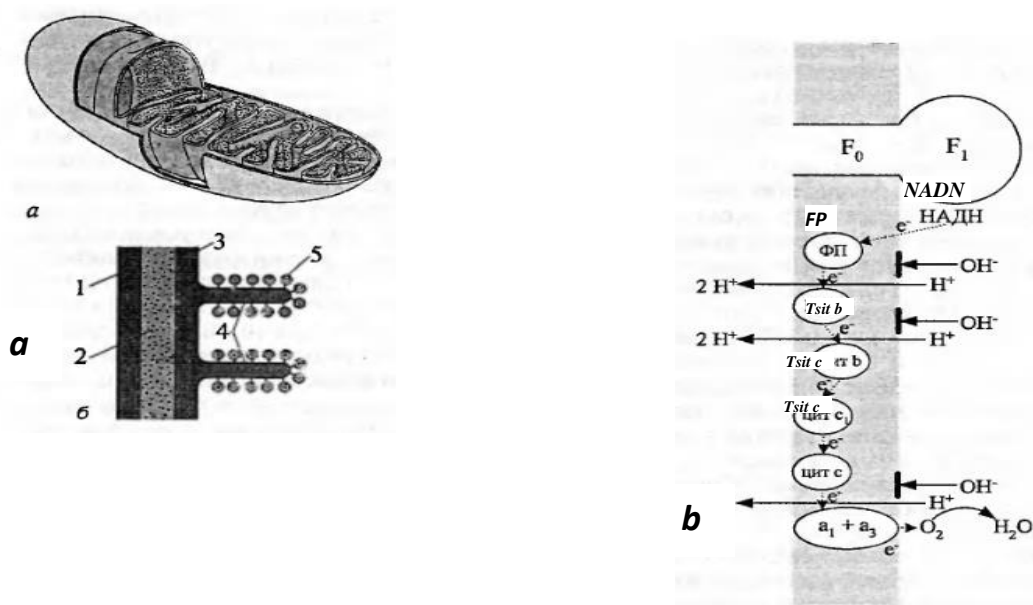 а
3
5
1
4
2
a
б
F₀
F₁
NADN
НАДН
FP
e⁻
ФП
OH⁻
e⁻
2 H⁺
H⁺
Tsit b
OH⁻
e⁻
2 H⁺
H⁺
Tsit c
ит b
e⁻
Tsit c
цит c₁
e⁻
цит c
OH⁻
e⁻
H⁺
b
a₁ + a₃
O₂
H₂O
e⁻